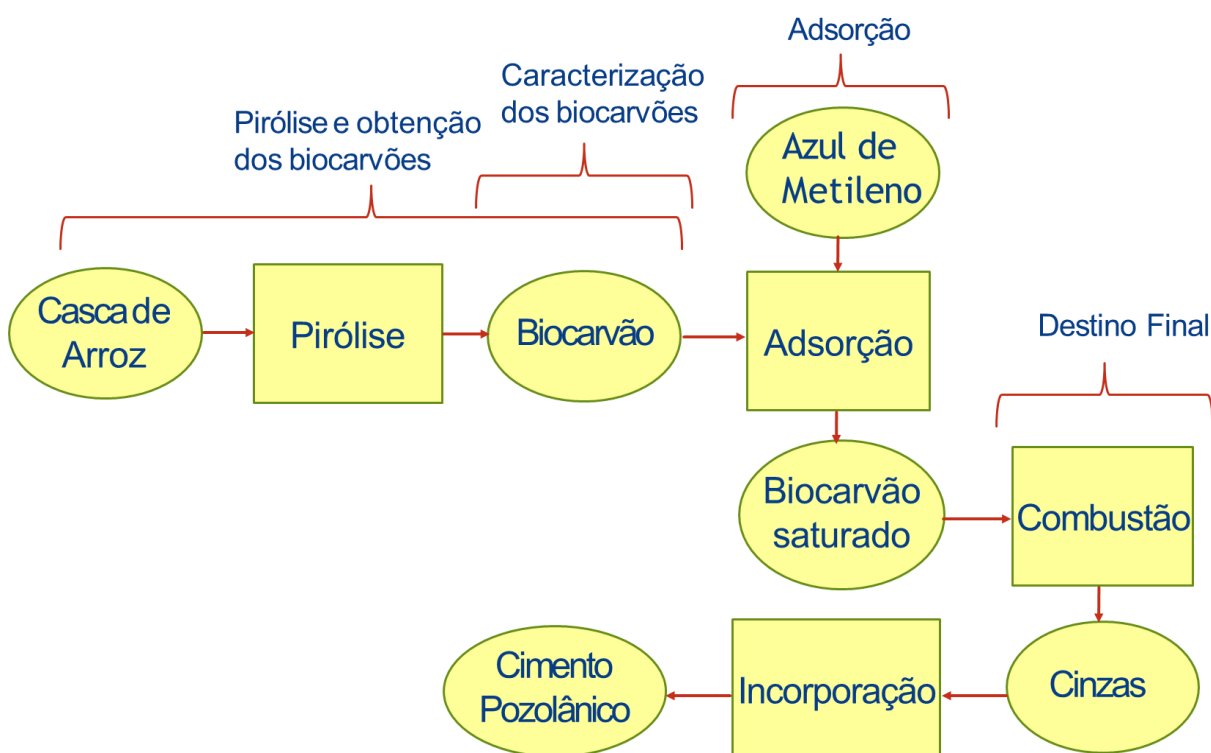 Adsorção
Caracterização
dos biocarvões
Pirólise e obtenção
dos biocarvões
Azul de
Metileno
Casca de
Arroz
Pirólise
Biocarvão
Adsorção
Destino Final
Biocarvão
saturado
Combustão
Cimento
Pozolânico
Incorporação
Cinzas